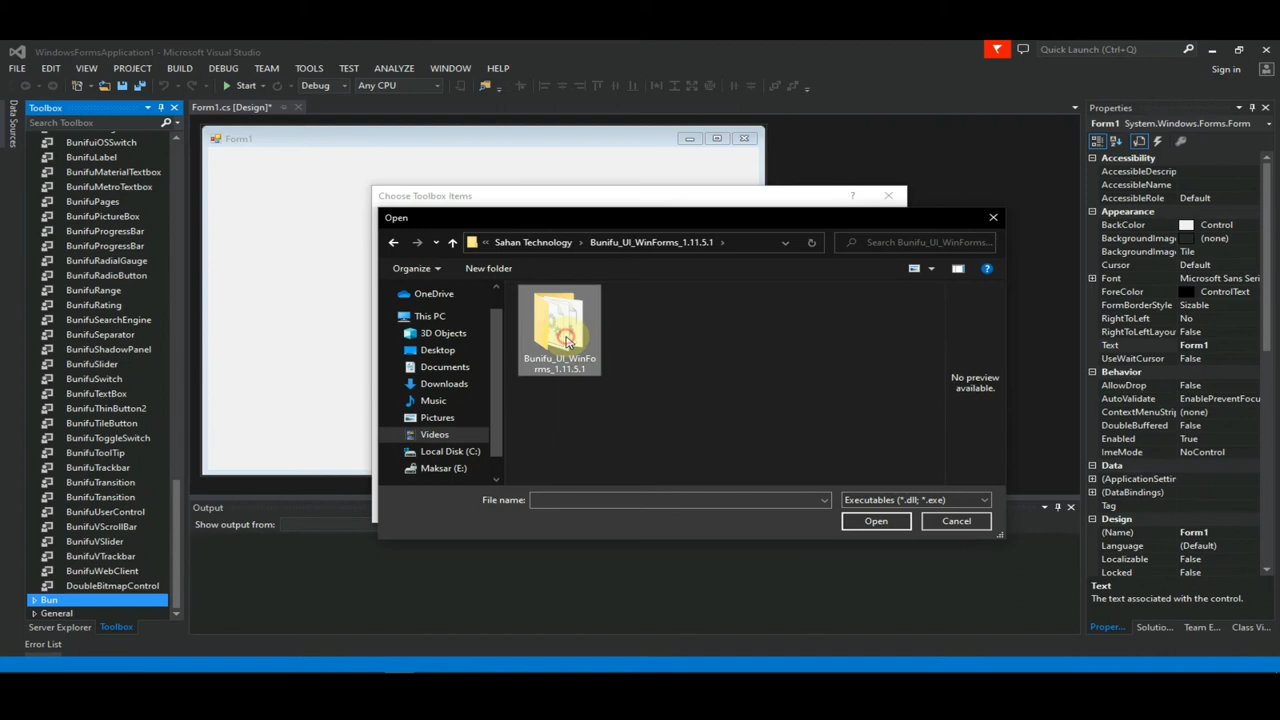 WindowsFormsApplication1 - Microsoft Visual Studio
Quick Launch (Ctrl+Q)
FILE EDIT VIEW PROJECT BUILD DEBUG TEAM TOOLS TEST ANALYZE WINDOW HELP
Sign in
Start Debug Any CPU
Data Sources
Toolbox
Search Toolbox
BunifuiOSSwitch
BunifuLabel
BunifuMaterialTextbox
BunifuMetroTextbox
BunifuPages
BunifuPictureBox
BunifuProgressBar
BunifuProgressBar
BunifuRadialGauge
BunifuRadioButton
BunifuRange
BunifuRating
BunifuSearchEngine
BunifuSeparator
BunifuShadowPanel
BunifuSlider
BunifuSwitch
BunifuTextBox
BunifuThinButton2
BunifuTileButton
BunifuToggleSwitch
BunifuToolTip
BunifuTrackbar
BunifuTransition
BunifuTransition
BunifuUserControl
BunifuVScrollBar
BunifuVSlider
BunifuVTrackbar
BunifuWebClient
DoubleBitmapControl
Bun
General
Server Explorer Toolbox
Error List
Form1.cs [Design]*
Form1
Choose Toolbox Items
?
Open
« Sahan Technology › Bunifu_UI_WinForms_1.11.5.1 ›
Search Bunifu_UI_WinForms...
Organize New folder
OneDrive
This PC
3D Objects
Desktop
Documents
Downloads
Music
Pictures
Videos
Local Disk (C:)
Maksar (E:)
Bunifu_UI_WinFo
rms_1.11.5.1
No preview
available.
File name:
Executables (*.dll; *.exe)
Open Cancel
Output
Show output from:
Properties
Form1 System.Windows.Forms.Form
Accessibility
AccessibleDescrip
AccessibleName
AccessibleRole Default
Appearance
BackColor Control
BackgroundImag (none)
BackgroundImag Tile
Cursor Default
Font Microsoft Sans Seri
ForeColor ControlText
FormBorderStyle Sizable
RightToLeft No
RightToLeftLayou False
Text Form1
UseWaitCursor False
Behavior
AllowDrop False
AutoValidate EnablePreventFocu
ContextMenuStrip (none)
DoubleBuffered False
Enabled True
ImeMode NoControl
Data
(ApplicationSettin
(DataBindings)
Tag
Design
(Name) Form1
Language (Default)
Localizable False
Locked False
Text
The text associated with the control.
Proper... Solutio... Team E... Class Vi...